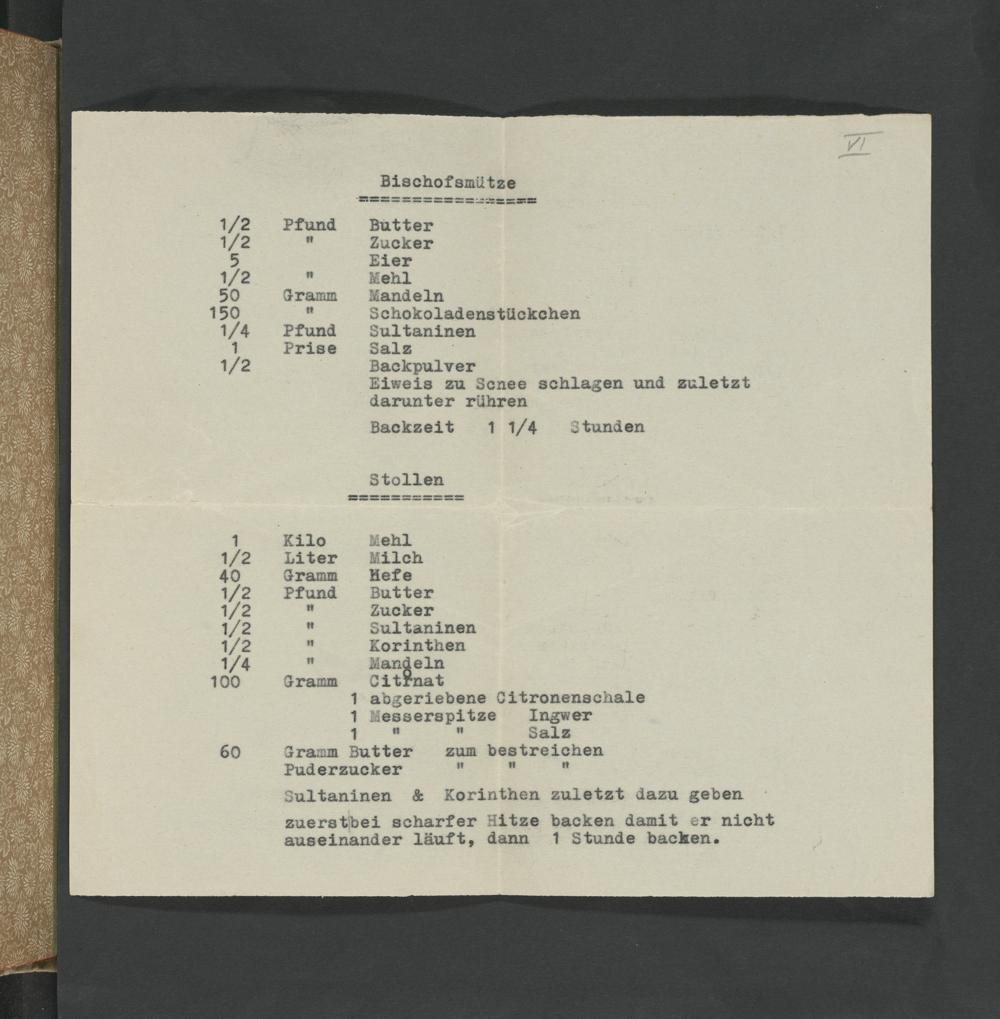 VI
Bischofsmütze
=================
1/2 Pfund Butter
1/2 " Zucker
5 Eier
1/2 " Mehl
50 Gramm Mandeln
150 " Schokoladenstückchen
1/4 Pfund Sultaninen
1 Prise Salz
1/2 Backpulver
Eiweis zu Scnee schlagen und zuletzt
darunter rühren
Backzeit 1 1/4 Stunden
Stollen
===========
1 Kilo Mehl
1/2 Liter Milch
40 Gramm Hefe
1/2 Pfund Butter
1/2 " Zucker
1/2 " Sultaninen
1/2 " Korinthen
1/4 " Mandeln
100 Gramm Citrnat
1 abgeriebene Citronenschale
1 Messerspitze Ingwer
1 " " Salz
60 Gramm Butter zum bestreichen
Puderzucker " " "
Sultaninen & Korinthen zuletzt dazu geben
zuerst bei scharfer Hitze backen damit er nicht
auseinander läuft, dann 1 Stunde backen.